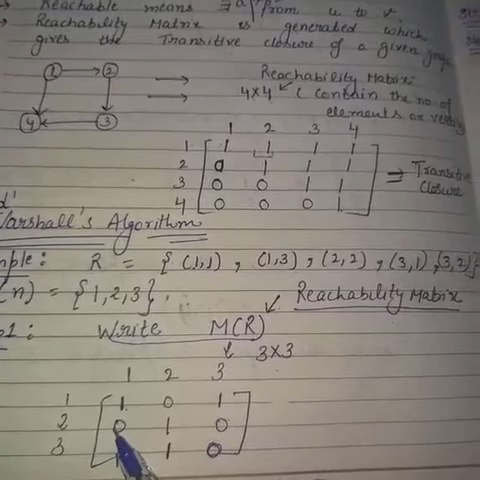 → Reachable means ∃ a from u to v
→ Reachability Matrix is generated which
gives the Transitive closure of a given
1 → 2 → Reachability Matrix
→ 4×4 ( contain the no of
4 3 elements or
1 2 3 4
1 1 1 1 1
2 0 1 1 1
3 0 0 1 1 ⇒ Transitive
4 0 0 0 1 Closure
Warshall's Algorithm
R = { (1,1) , (1,3) , (2,2) , (3,1) , (3,2)}
(n) = {1,2,3}. Reachability Matrix
1: Write M(R)
3×3
1 2 3
1 1 0 1
2 0 1 0
3 1 0